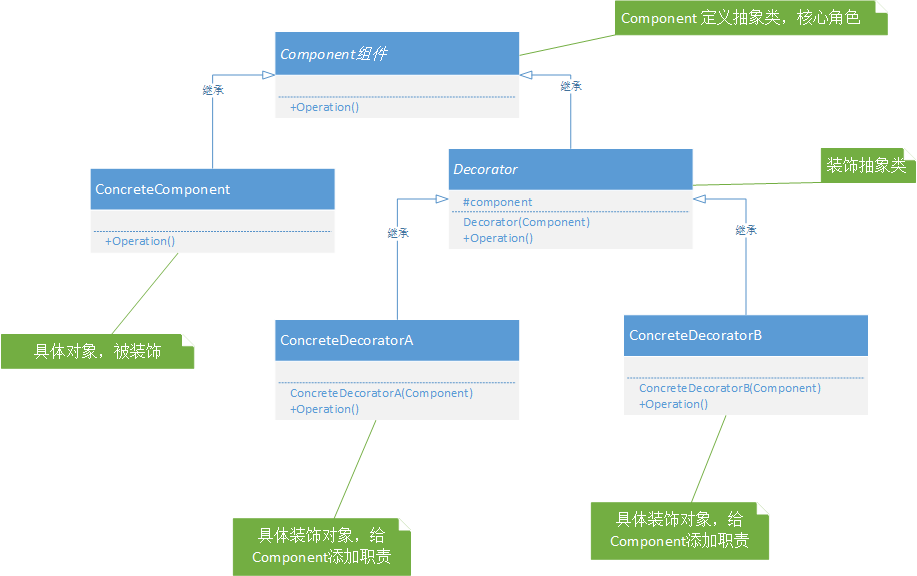 Component 定义抽象类，核心角色
Component组件
+Operation()
继承
继承
Decorator
#component
Decorator(Component)
+Operation()
装饰抽象类
ConcreteComponent
+Operation()
继承
继承
具体对象，被装饰
ConcreteDecoratorA
ConcreteDecoratorA(Component)
+Operation()
ConcreteDecoratorB
ConcreteDecoratorB(Component)
+Operation()
具体装饰对象，给
Component添加职责
具体装饰对象，给
Component添加职责